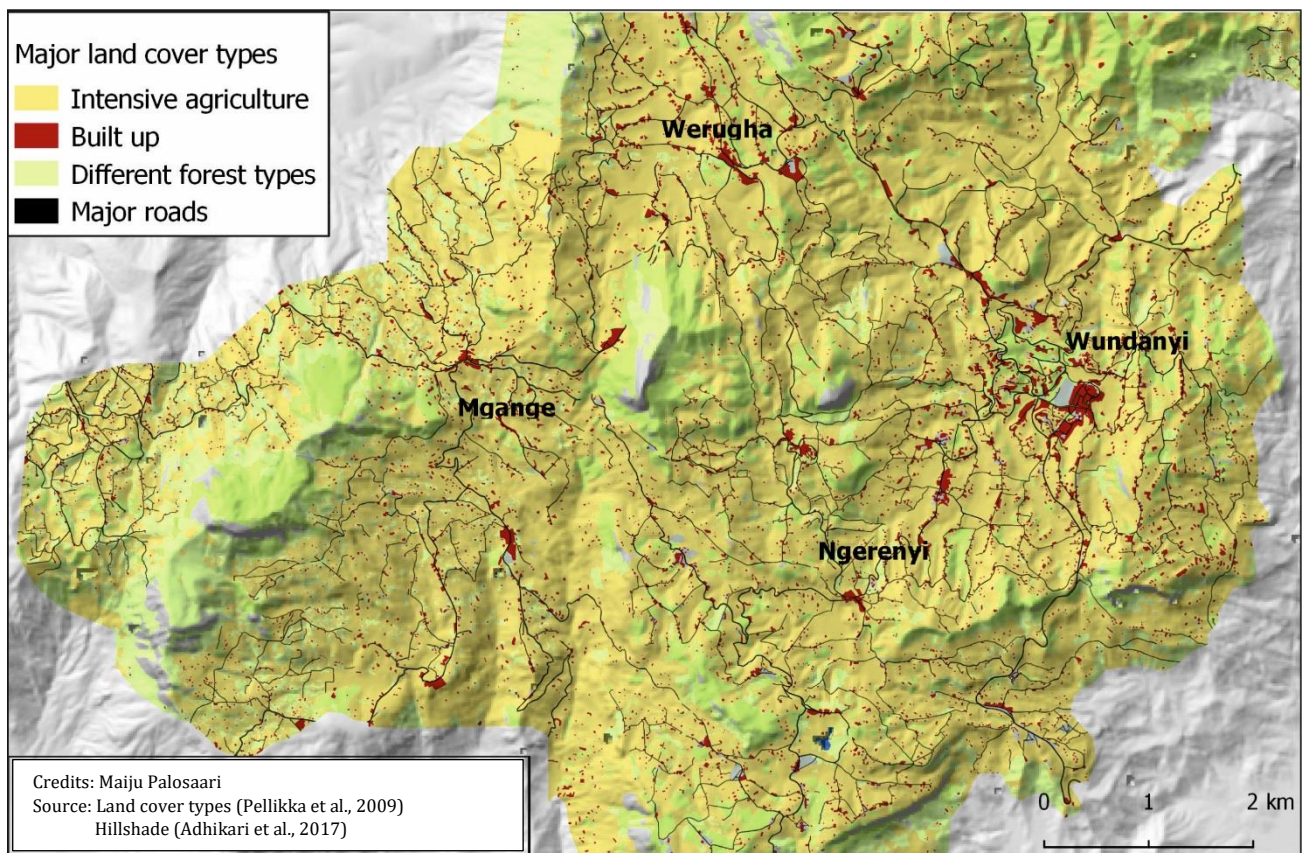 Major land cover types
Intensive agriculture
Built up
Different forest types
Major roads
Werugha
Wundanyi
Mgange
Ngerenyi
Credits: Maiju Palosaari
Source: Land cover types (Pellikka et al., 2009)
Hillshade (Adhikari et al., 2017)
0 1 2 km